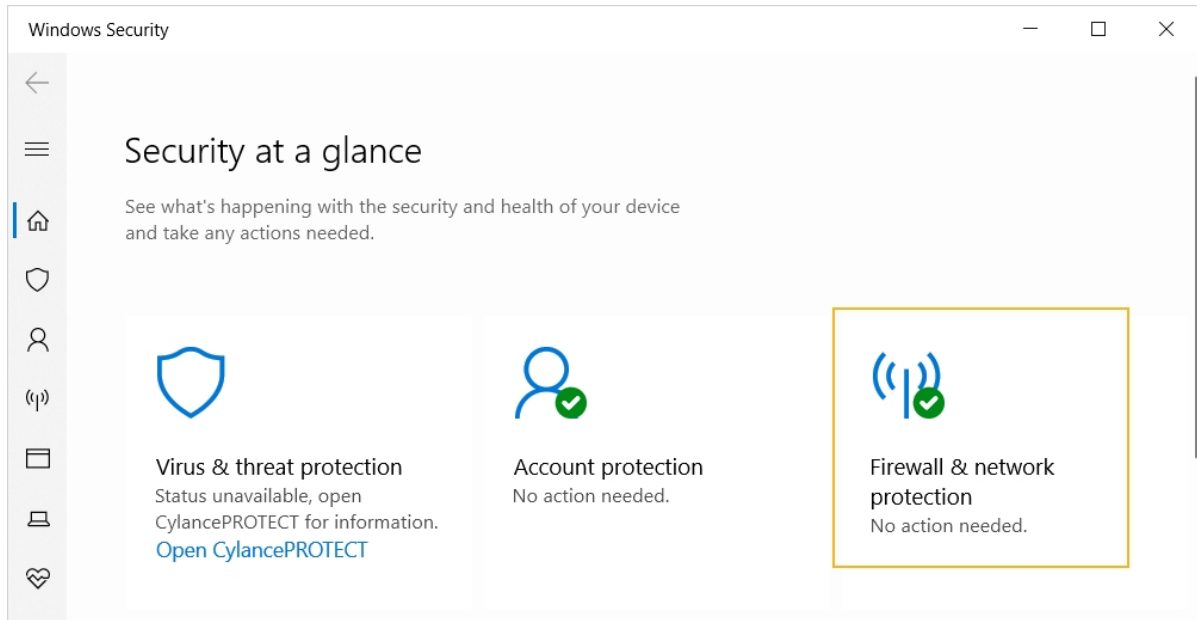 Windows Security
Security at a glance
See what's happening with the security and health of your device
and take any actions needed.
Virus & threat protection
Status unavailable, open
CylancePROTECT for information.
Open CylancePROTECT
Account protection
No action needed.
Firewall & network
protection
No action needed.